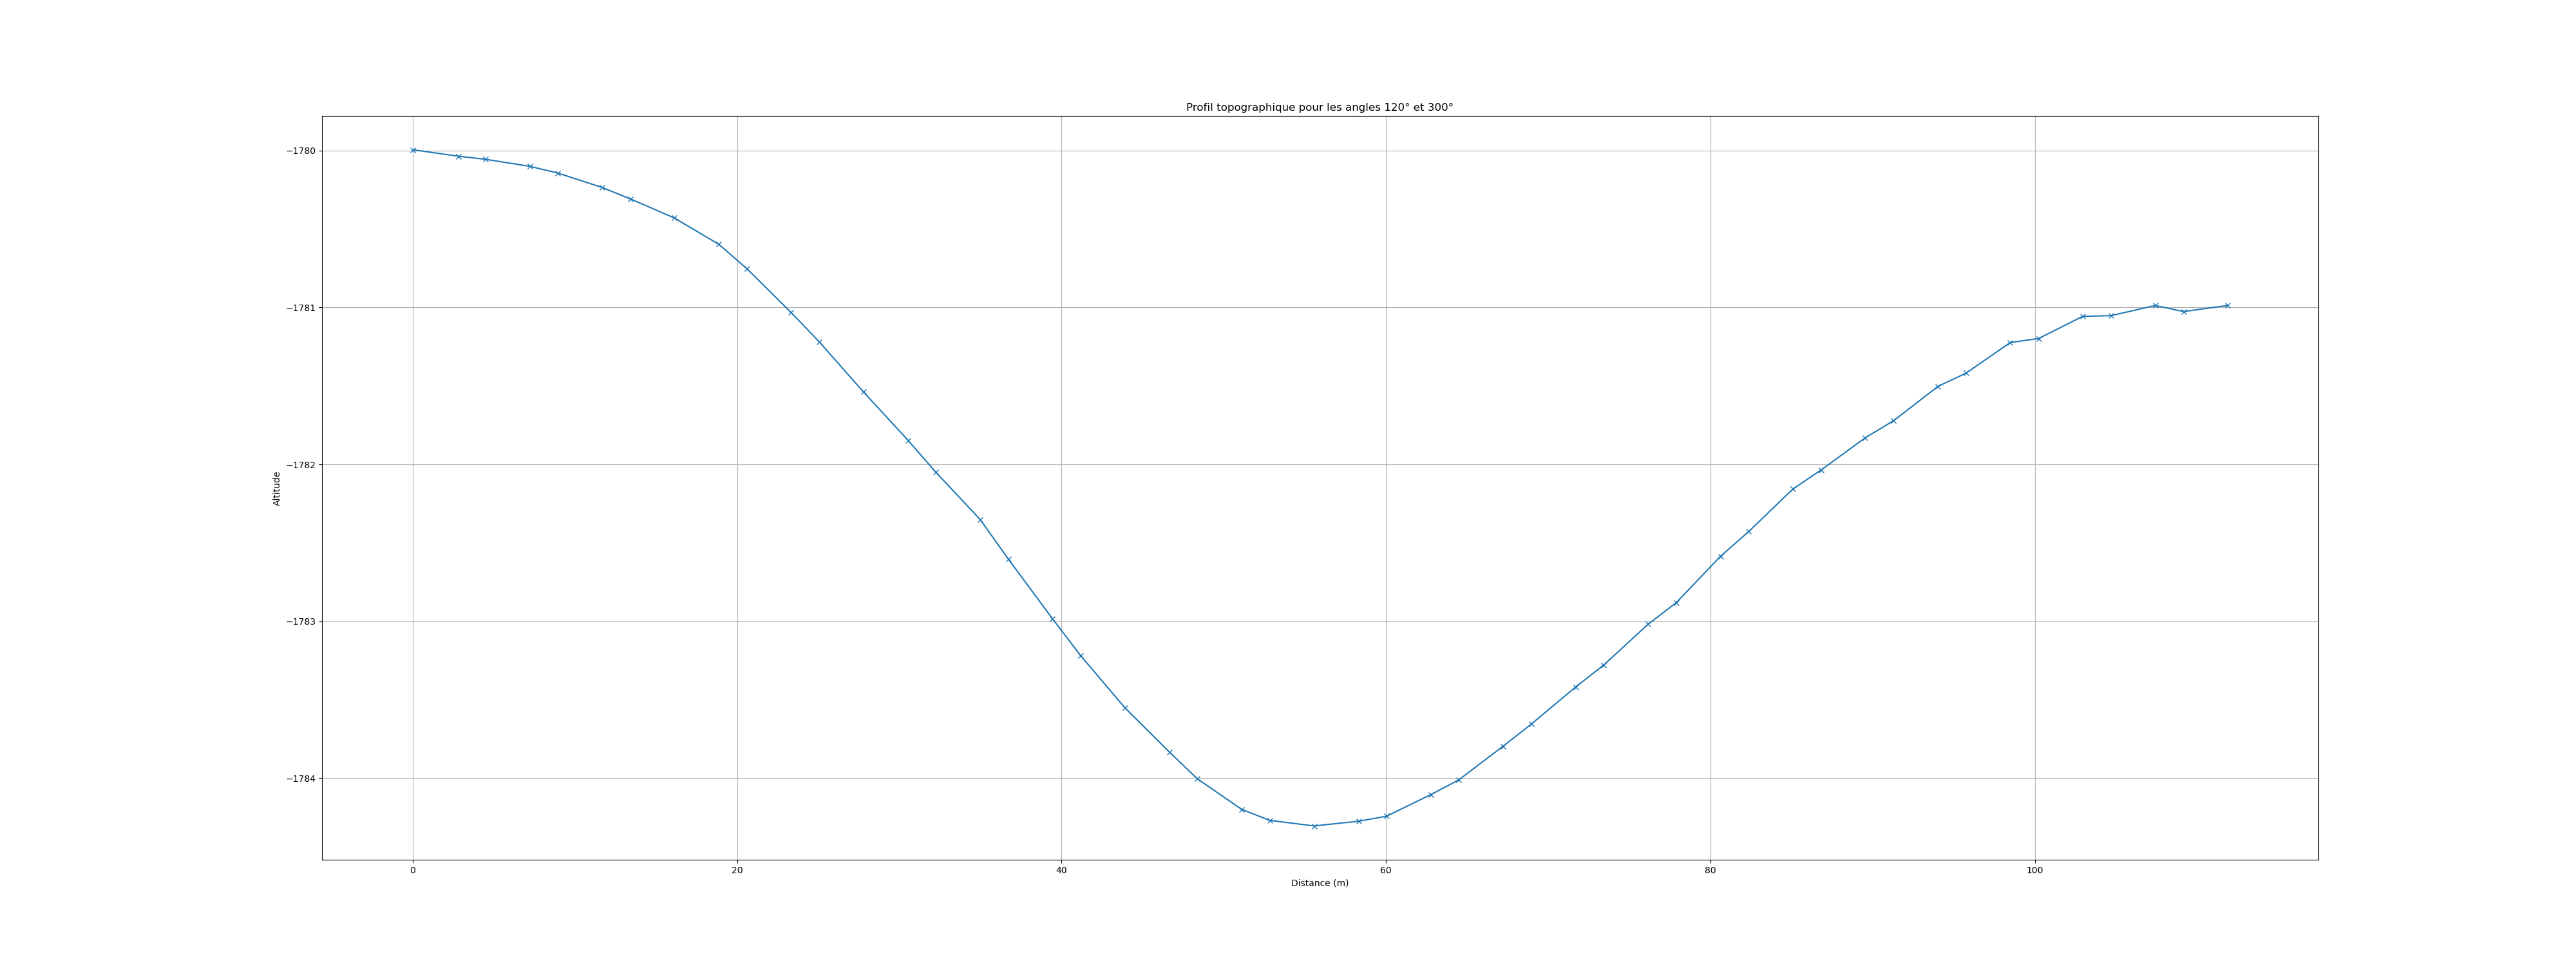 Profil topographique pour les angles 120° et 300°
Altitude
−1780
−1781
−1782
−1783
−1784
0 20 40 60 80 100
Distance (m)